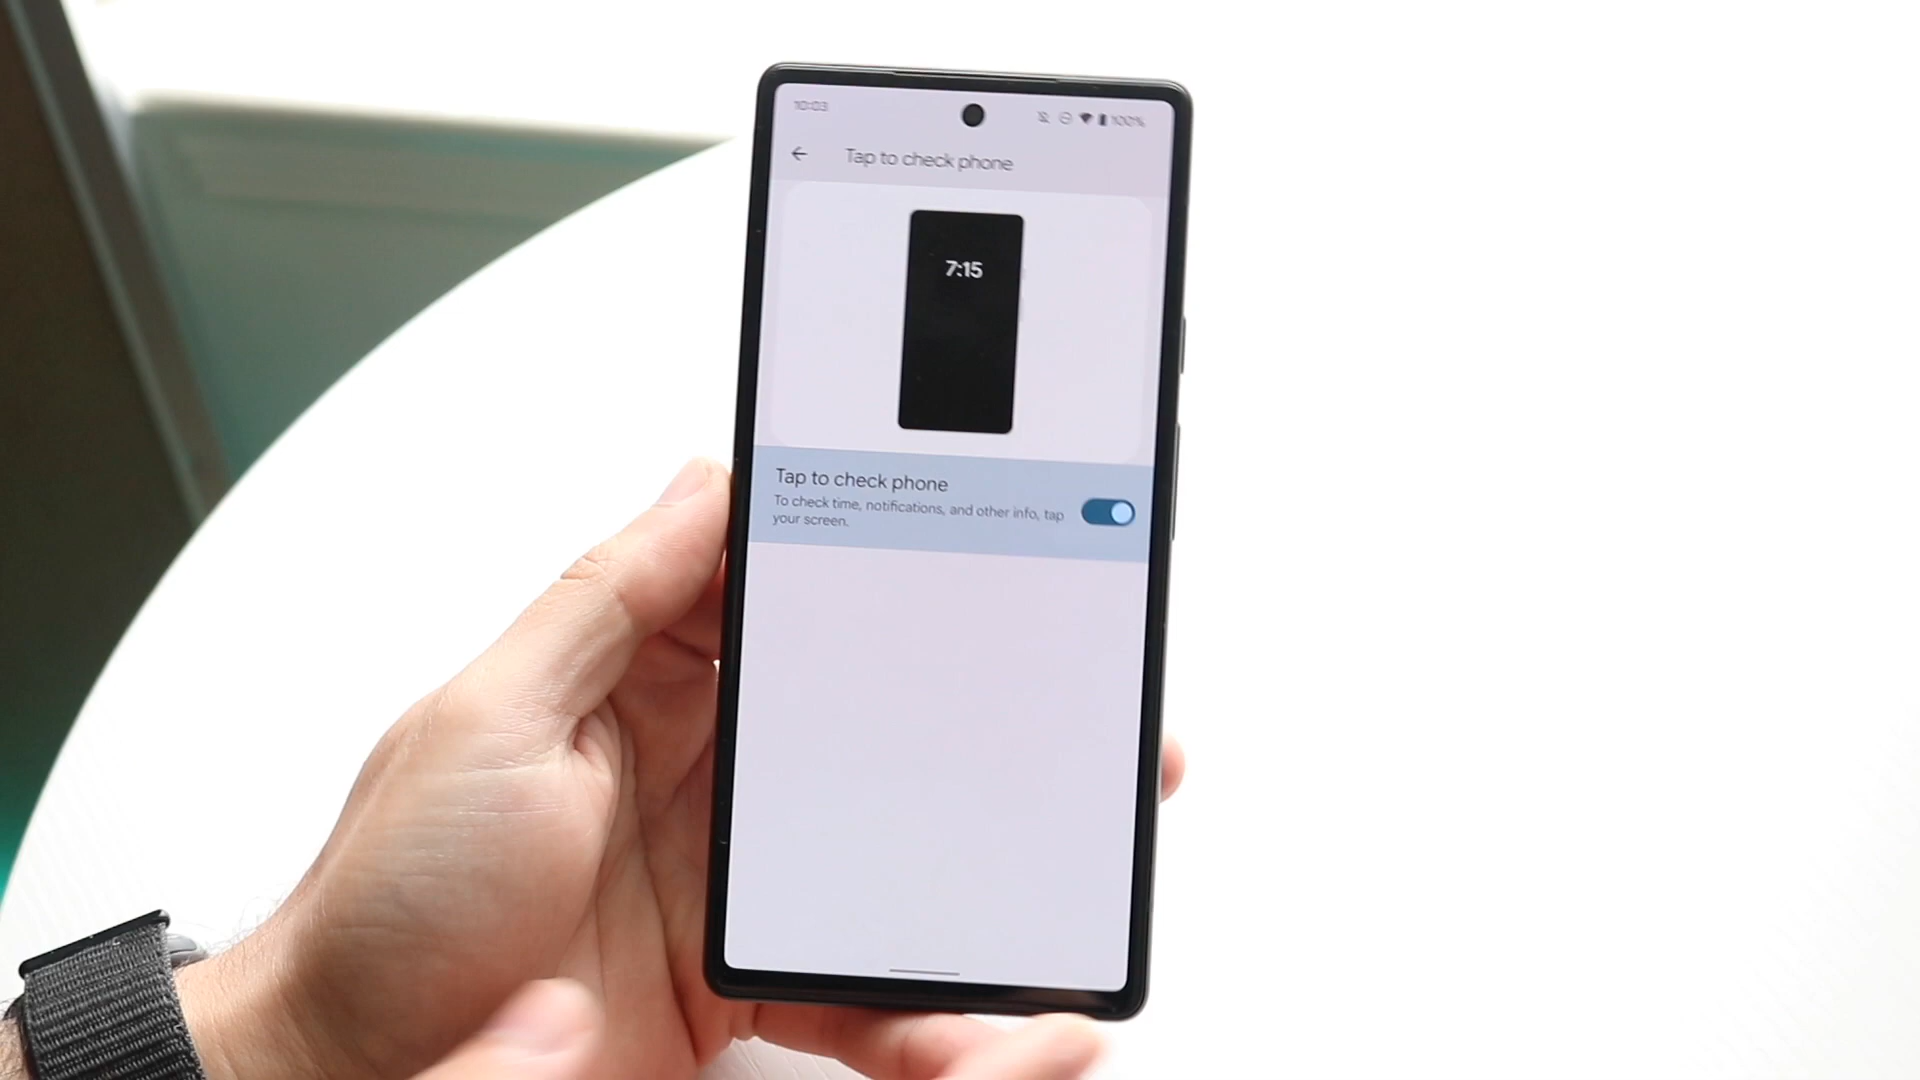 10:03 100%
Tap to check phone
7:15
Tap to check phone
To check time, notifications, and other info, tap
your screen.